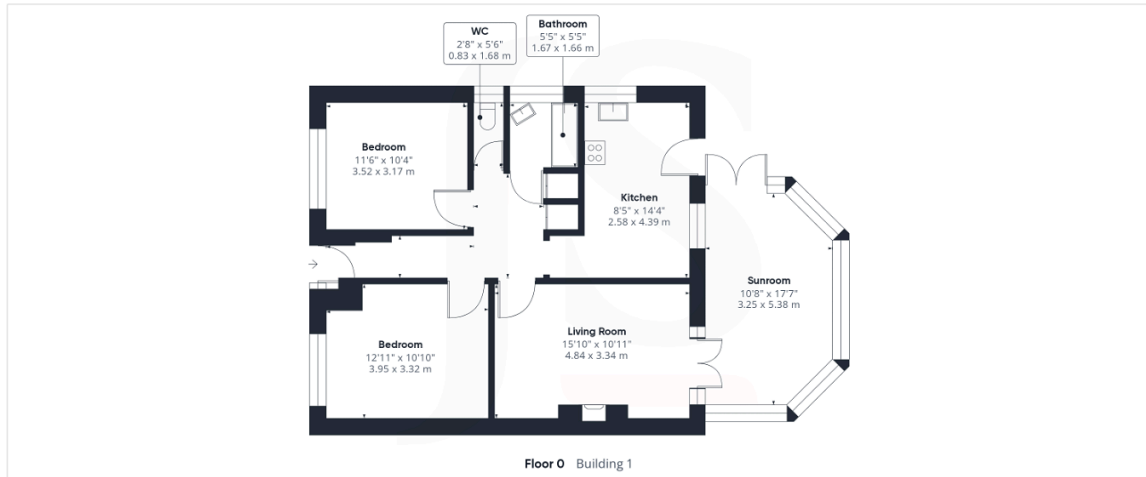 WC
2'8" x 5'6"
0.83 x 1.68 m
Bathroom
5'5" x 5'5"
1.67 x 1.66 m
Bedroom
11'6" x 10'4"
3.52 x 3.17 m
Kitchen
8'5" x 14'4"
2.58 x 4.39 m
Sunroom
10'8" x 17'7"
3.25 x 5.38 m
Living Room
15'10" x 10'11"
4.84 x 3.34 m
Bedroom
12'11" x 10'10"
3.95 x 3.32 m
Floor 0 Building 1